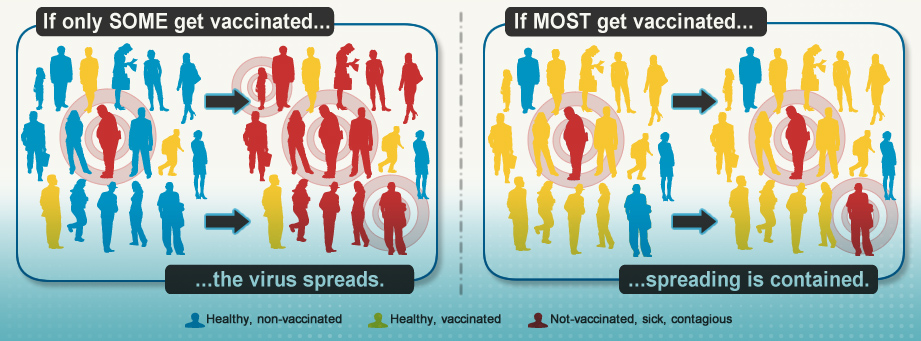 If only SOME get vaccinated...
If MOST get vaccinated...
...the virus spreads.
...spreading is contained.
Healthy, non-vaccinated
Healthy, vaccinated
Not-vaccinated, sick, contagious